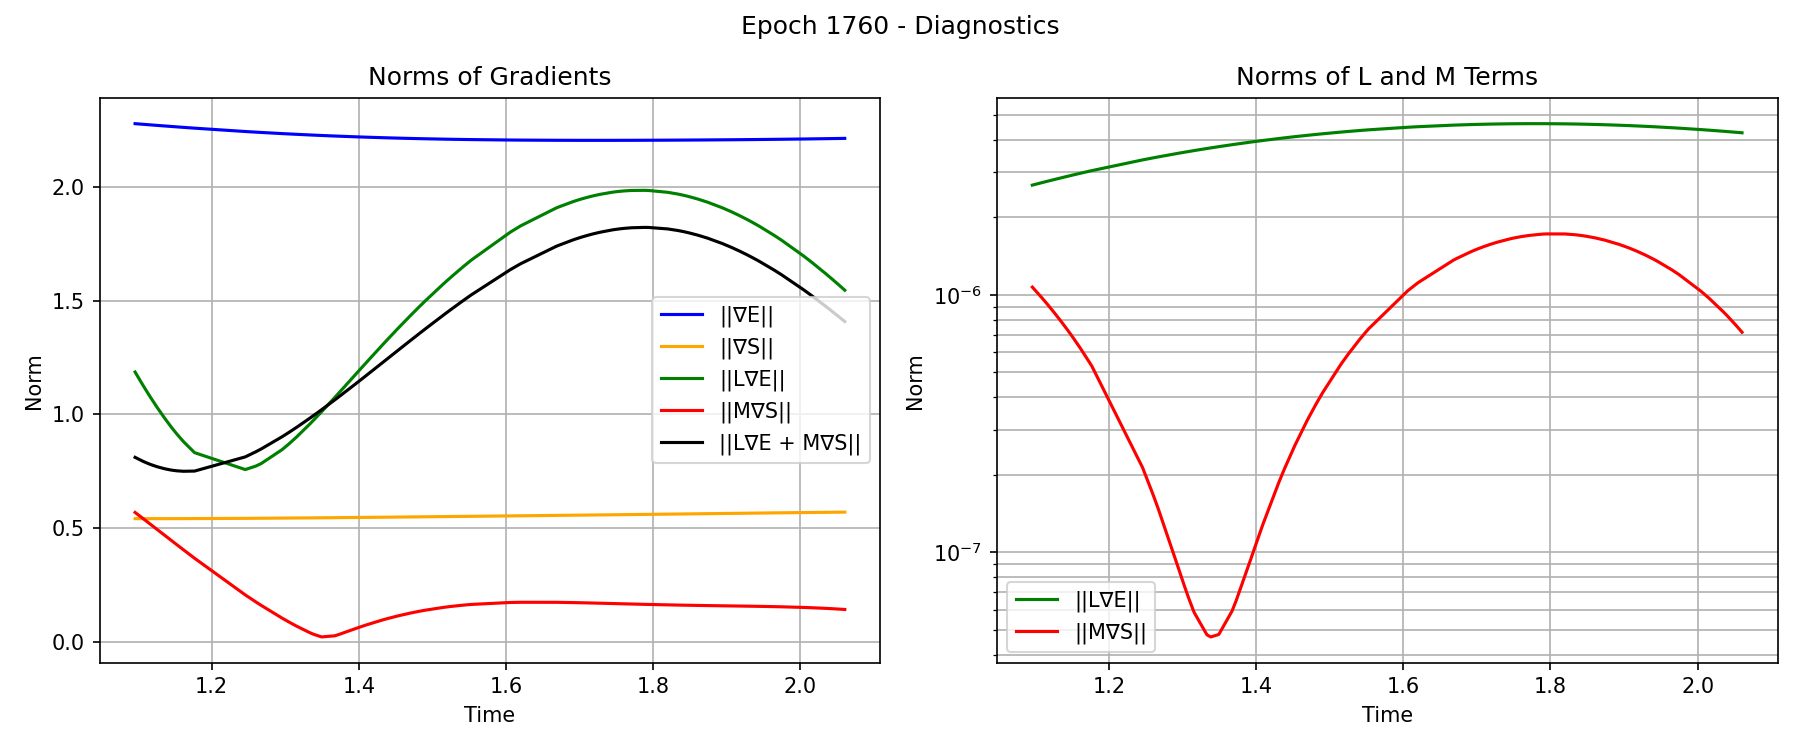 Epoch 1760 - Diagnostics
Norms of Gradients
Norm
2.0
1.5
1.0
0.5
0.0
1.2
1.4
1.6
1.8
2.0
Time
||∇E||
||∇S||
||L∇E||
||M∇S||
||L∇E + M∇S||
Norms of L and M Terms
Norm
10⁻⁶
10⁻⁷
1.2
1.4
1.6
1.8
2.0
Time
||L∇E||
||M∇S||